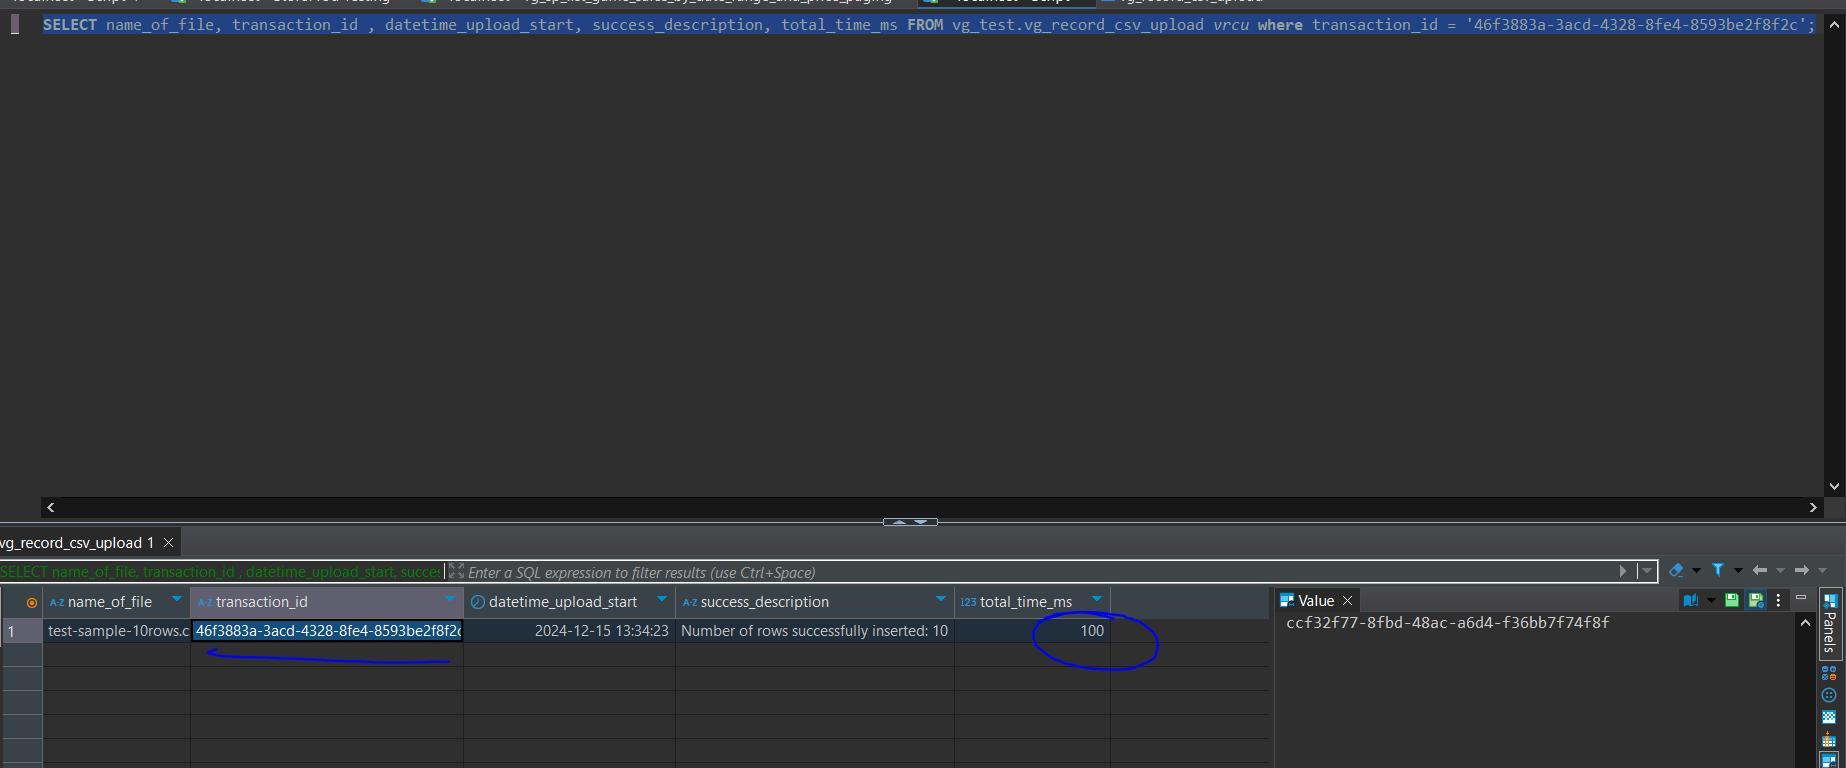 SELECT name_of_file, transaction_id , datetime_upload_start, success_description, total_time_ms FROM vg_test.vg_record_csv_upload vrcu where transaction_id = '46f3883a-3acd-4328-8fe4-8593be2f8f2c';
vg_record_csv_upload 1
SELECT name_of_file, transaction_id , datetime_upload_start, succes Enter a SQL expression to filter results (use Ctrl+Space)
A-Z name_of_file A-Z transaction_id datetime_upload_start A-Z success_description 123 total_time_ms
1 test-sample-10rows.c 46f3883a-3acd-4328-8fe4-8593be2f8f2c 2024-12-15 13:34:23 Number of rows successfully inserted: 10 100
Value
ccf32f77-8fbd-48ac-a6d4-f36bb7f74f8f
Panels